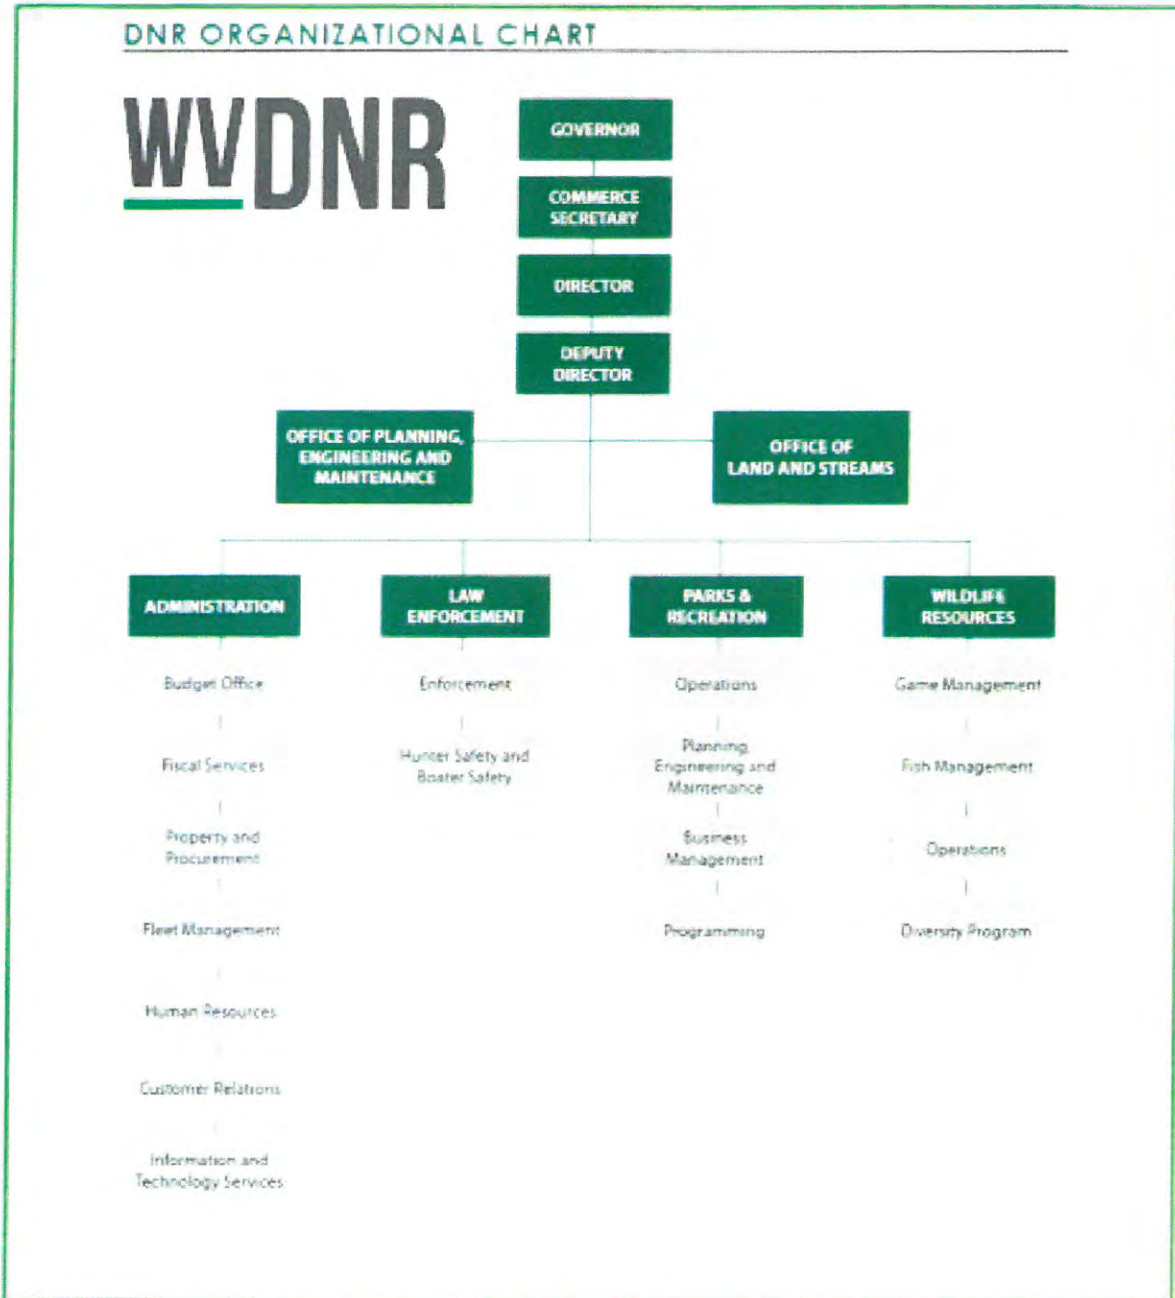 DNR ORGANIZATIONAL CHART
WVDNR
GOVERNOR
COMMERCE
SECRETARY
DIRECTOR
DEPUTY
DIRECTOR
OFFICE OF PLANNING,
ENGINEERING AND
MAINTENANCE
OFFICE OF
LAND AND STREAMS
ADMINISTRATION
Budget Office
Fiscal Services
Property and
Procurement
Fleet Management
Human Resources
Customer Relations
Information and
Technology Services
LAW
ENFORCEMENT
Enforcement
Hunter Safety and
Boater Safety
PARKS &
RECREATION
Operations
Planning,
Engineering and
Maintenance
Business
Management
Programming
WILDLIFE
RESOURCES
Game Management
Fish Management
Operations
Diversity Program